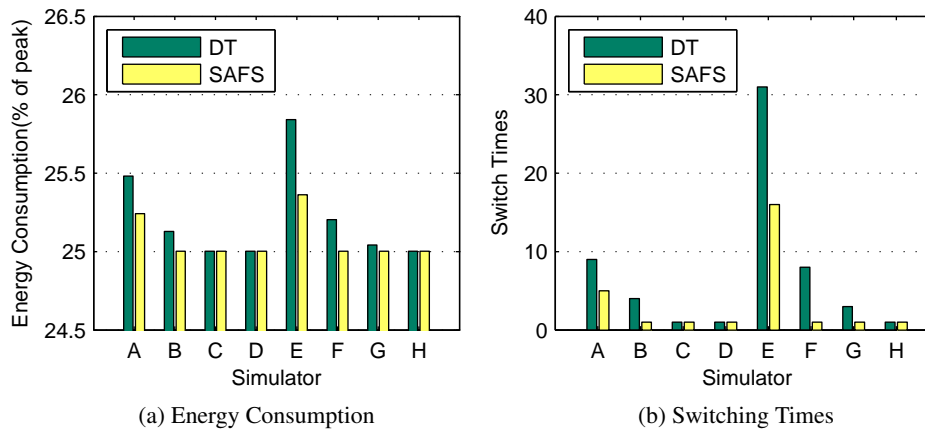 26.5
26
25.5
25
24.5
Energy Consumption(% of peak)
DT
SAFS
A B C D E F G H
Simulator
(a) Energy Consumption
40
30
20
10
0
Switch Times
DT
SAFS
A B C D E F G H
Simulator
(b) Switching Times